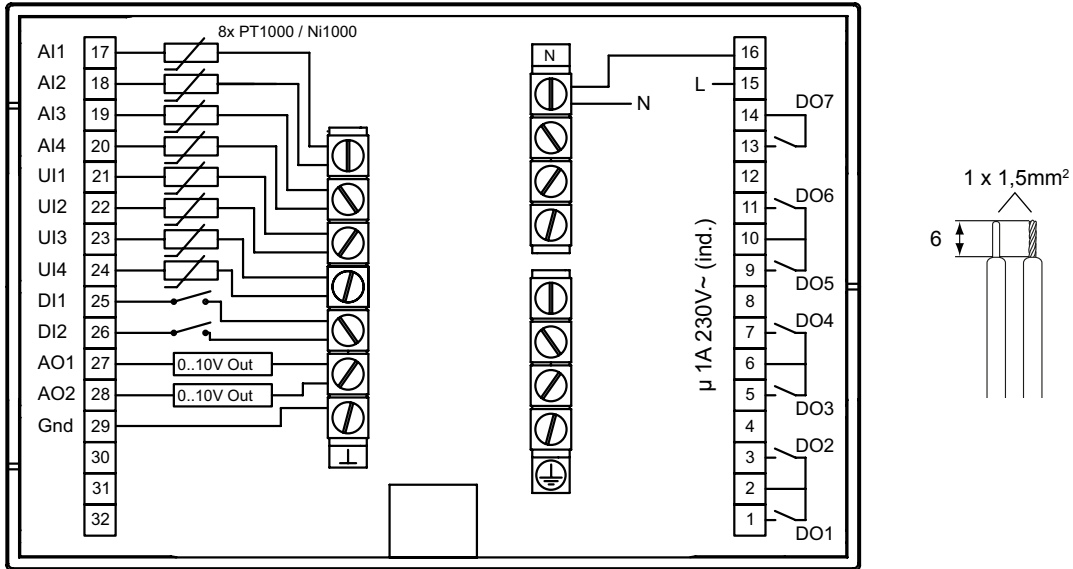 8x PT1000 / Ni1000
AI1 17
AI2 18
AI3 19
AI4 20
UI1 21
UI2 22
UI3 23
UI4 24
DI1 25
DI2 26
AO1 27 0..10V Out
AO2 28 0..10V Out
Gnd 29
30
31
32
N
N
L
µ 1A 230V~ (ind.)
16
15
DO7
14
13
12
DO6
11
10
9
DO5
8
DO4
7
6
5
DO3
4
DO2
3
2
1
DO1
1 x 1,5mm²
6